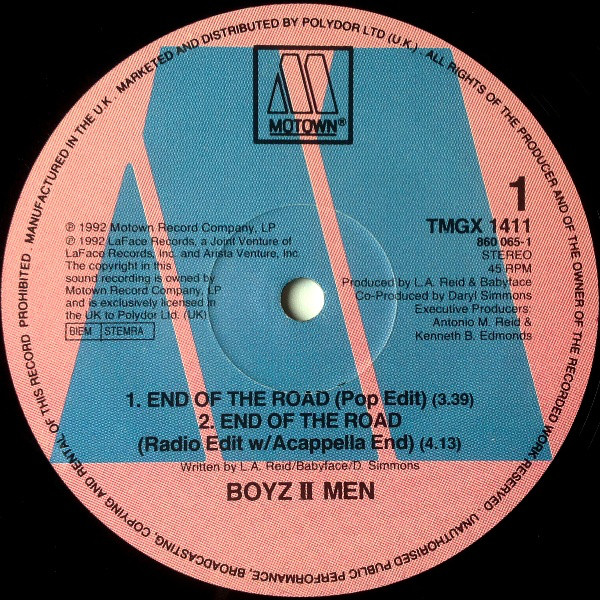 MANUFACTURED IN THE U.K. MARKETED AND DISTRIBUTED BY POLYDOR LTD (U.K.) · ALL RIGHTS OF THE PRODUCER AND OF THE OWNER OF THE RECORDED WORK RESERVED · UNAUTHORISED PUBLIC PERFORMANCE, BROADCASTING, COPYING AND RENTAL OF THIS RECORD PROHIBITED
MOTOWN®
1
TMGX 1411
860 065-1
STEREO
45 RPM
Produced by L.A. Reid & Babyface
Co-Produced by Daryl Simmons
Executive Producers:
Antonio M. Reid &
Kenneth B. Edmonds
℗ 1992 Motown Record Company, LP
℗ 1992 LaFace Records, a Joint Venture of
LaFace Records, Inc. and Arista Venture, Inc.
The copyright in this
sound recording is owned by
Motown Record Company, LP
and is exclusively licensed in
the UK to Polydor Ltd. (UK)
BIEM STEMRA
1. END OF THE ROAD (Pop Edit) (3.39)
2. END OF THE ROAD
(Radio Edit w/Acappella End) (4.13)
Written by L.A. Reid/Babyface/D. Simmons
BOYZ II MEN